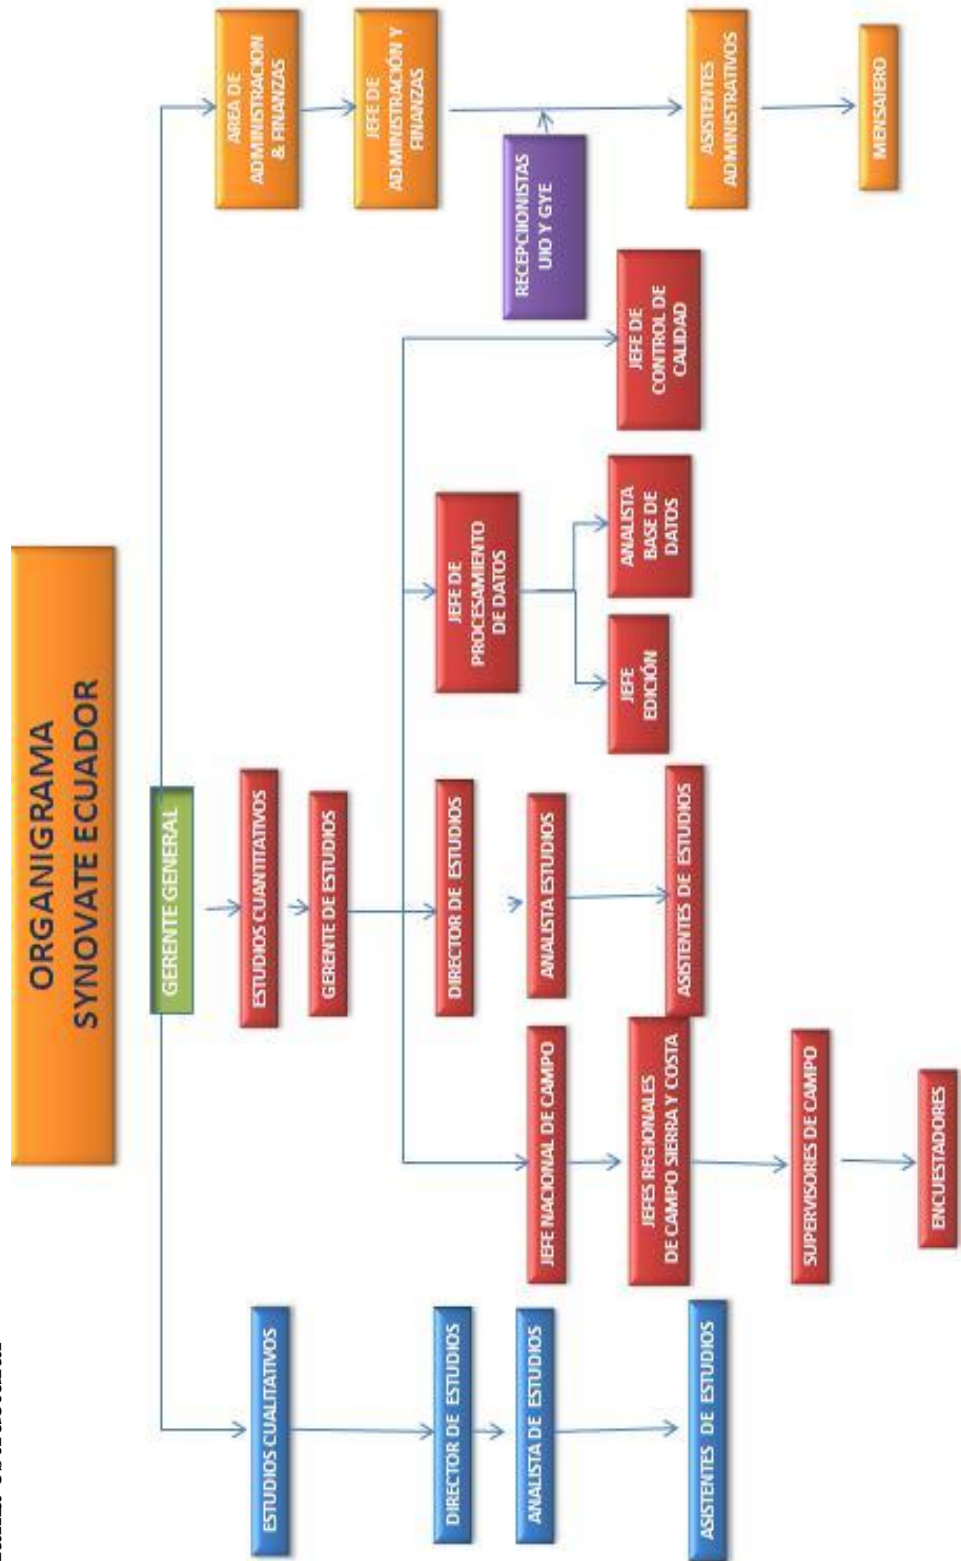 ORGANIGRAMA
SYNOVATE ECUADOR
GERENTE GENERAL
ESTUDIOS CUALITATIVOS
DIRECTOR DE ESTUDIOS
ANALISTA DE ESTUDIOS
ASISTENTES DE ESTUDIOS
ESTUDIOS CUANTITATIVOS
GERENTE DE ESTUDIOS
JEFE NACIONAL DE CAMPO
JEFES REGIONALES
DE CAMPO SIERRA Y COSTA
SUPERVISORES DE CAMPO
ENCUESTADORES
DIRECTOR DE ESTUDIOS
ANALISTA ESTUDIOS
ASISTENTES DE ESTUDIOS
JEFE DE
PROCESAMIENTO
DE DATOS
JEFE
EDICIÓN
ANALISTA
BASE DE
DATOS
JEFE DE
CONTROL DE
CALIDAD
AREA DE
ADMINISTRACION
& FINANZAS
JEFE DE
ADMINISTRACIÓN Y
FINANZAS
RECEPCIIONISTAS
UIO Y GYE
ASISTENTES
ADMINISTRATIVOS
MENSAJERO